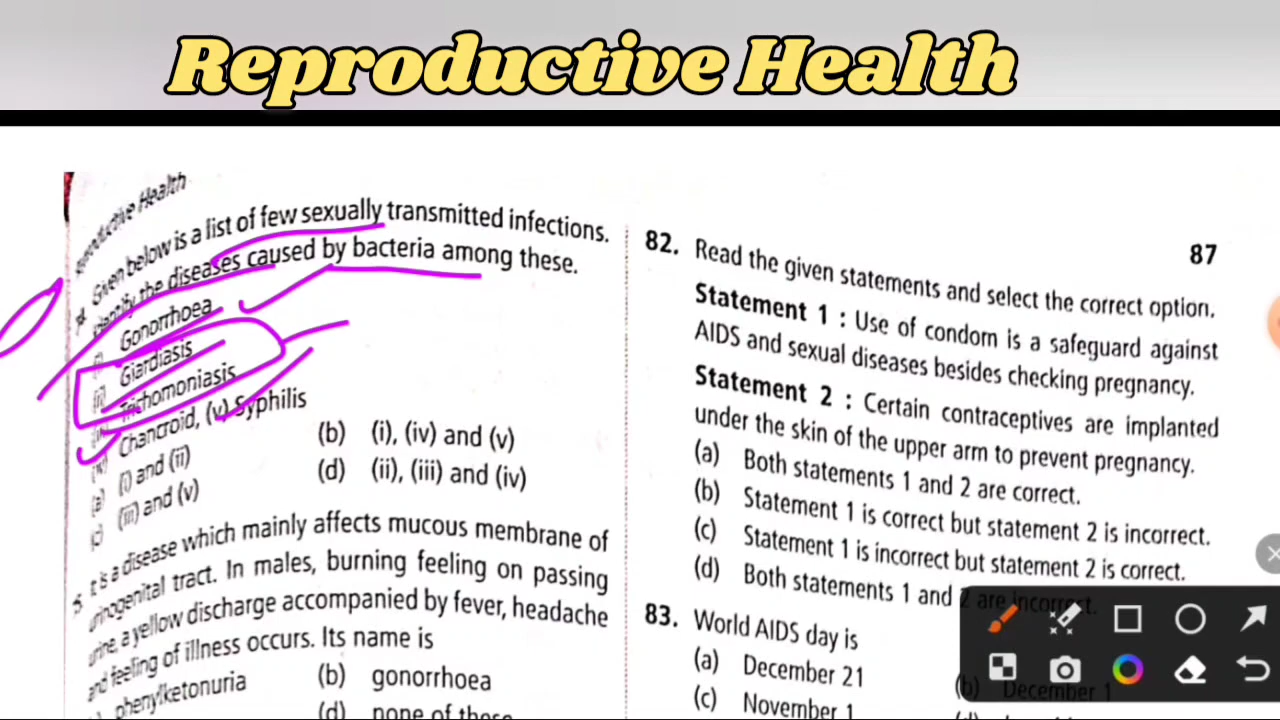 Reproductive Health
Reproductive Health
Given below is a list of few sexually transmitted infections.
Identify the diseases caused by bacteria among these.
(i) Gonorrhoea
(ii) Giardiasis
Trichomoniasis
Chancroid, (v) Syphilis
(a) (i) and (ii)
(b) (i), (iv) and (v)
(c) (iii) and (v)
(d) (ii), (iii) and (iv)
It is a disease which mainly affects mucous membrane of
urinogenital tract. In males, burning feeling on passing
urine, a yellow discharge accompanied by fever, headache
and feeling of illness occurs. Its name is
phenylketonuria
(b) gonorrhoea
(d) none of these
87
82. Read the given statements and select the correct option.
Statement 1 : Use of condom is a safeguard against
AIDS and sexual diseases besides checking pregnancy.
Statement 2 : Certain contraceptives are implanted
under the skin of the upper arm to prevent pregnancy.
(a) Both statements 1 and 2 are correct.
(b) Statement 1 is correct but statement 2 is incorrect.
(c) Statement 1 is incorrect but statement 2 is correct.
(d) Both statements 1 and 2 are incorrect.
83. World AIDS day is
(a) December 21
(b) December 1
(c) November 1